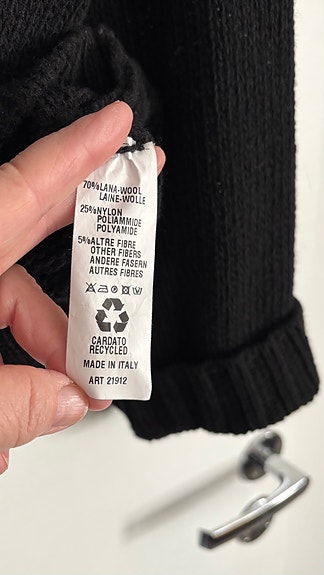 70%LANA-WOOL
LAINE-WOLLE
25%NYLON
POLIAMMIDE
POLYAMIDE
5%ALTRE FIBRE
OTHER FIBERS
ANDERE FASERN
AUTRES FIBRES
CARDATO
RECYCLED
MADE IN ITALY
ART 21912